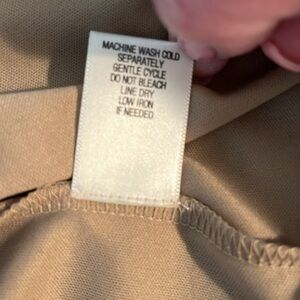 MACHINE WASH COLD
SEPARATELY
GENTLE CYCLE
DO NOT BLEACH
LINE DRY
LOW IRON
IF NEEDED